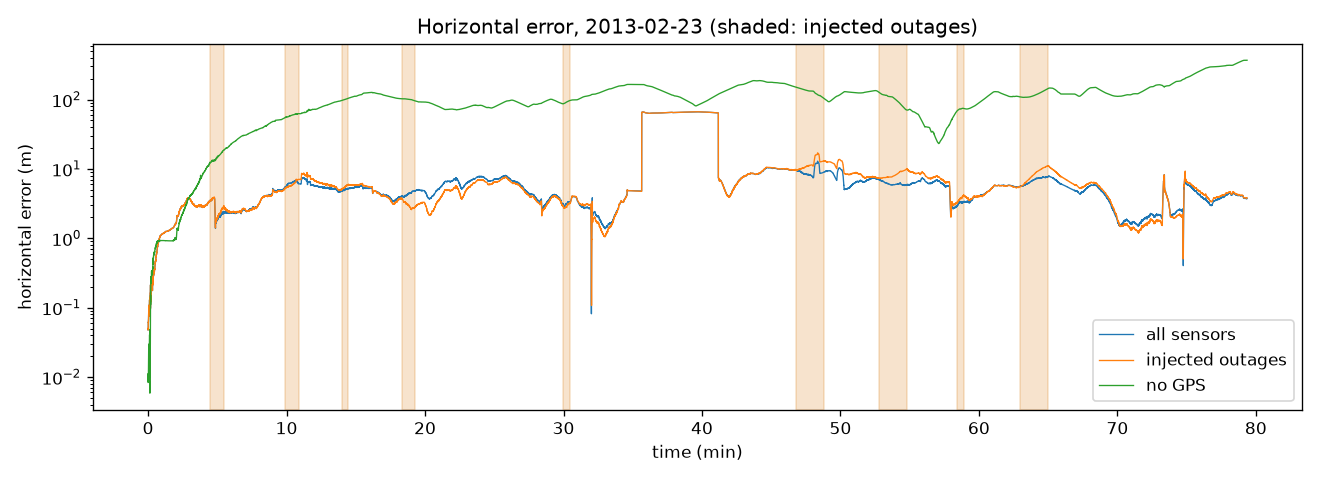 Horizontal error, 2013-02-23 (shaded: injected outages)
horizontal error (m)
10²
10¹
10⁰
10⁻¹
10⁻²
0 10 20 30 40 50 60 70 80
time (min)
all sensors
injected outages
no GPS